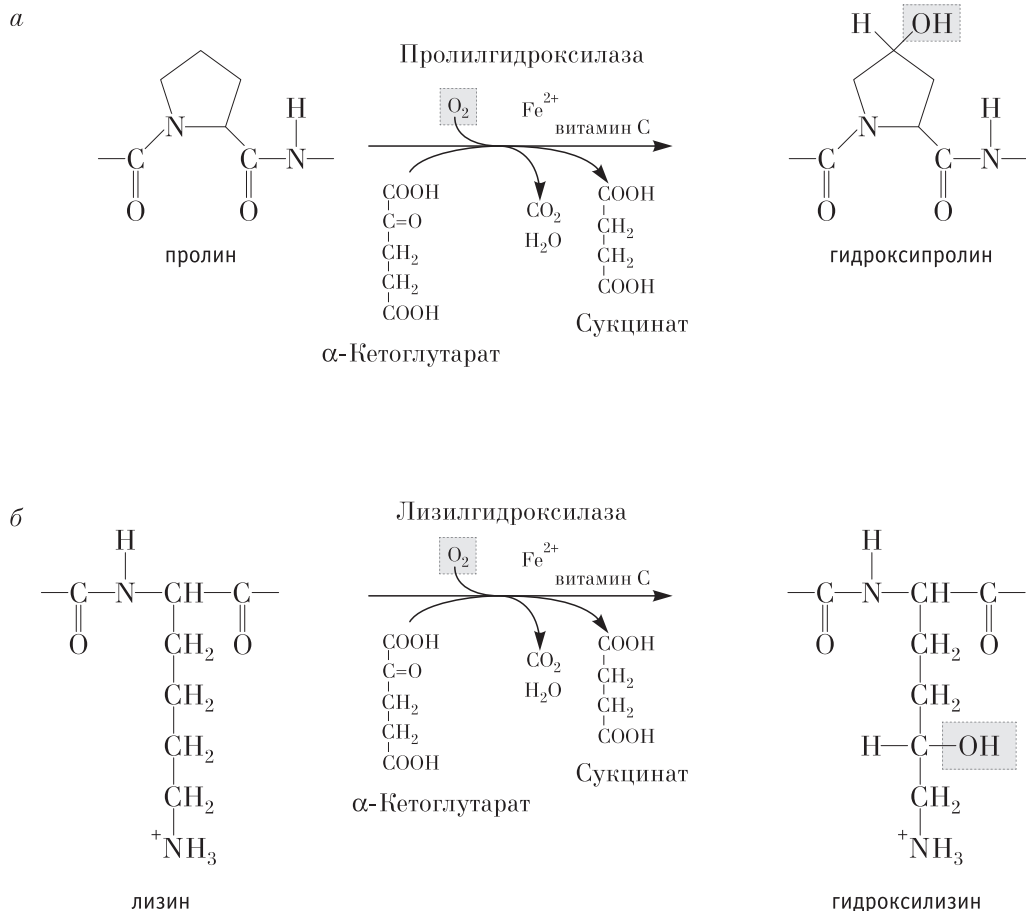 а
Пролилгидроксилаза
O₂
Fe²⁺
витамин С
H
N
C
O
C
O
N
H
OH
N
C
O
C
O
N
H
COOH
C=O
CH₂
CH₂
COOH
CO₂
H₂O
COOH
CH₂
CH₂
COOH
пролин
α-Кетоглутарат
Сукцинат
гидроксипролин
б
Лизилгидроксилаза
O₂
Fe²⁺
витамин С
H
C
N
CH
C
O
O
CH₂
CH₂
CH₂
CH₂
⁺NH₃
COOH
C=O
CH₂
CH₂
COOH
CO₂
H₂O
COOH
CH₂
CH₂
COOH
α-Кетоглутарат
Сукцинат
H
C
N
CH
C
O
O
CH₂
CH₂
H
C
OH
CH₂
⁺NH₃
лизин
гидроксилизин